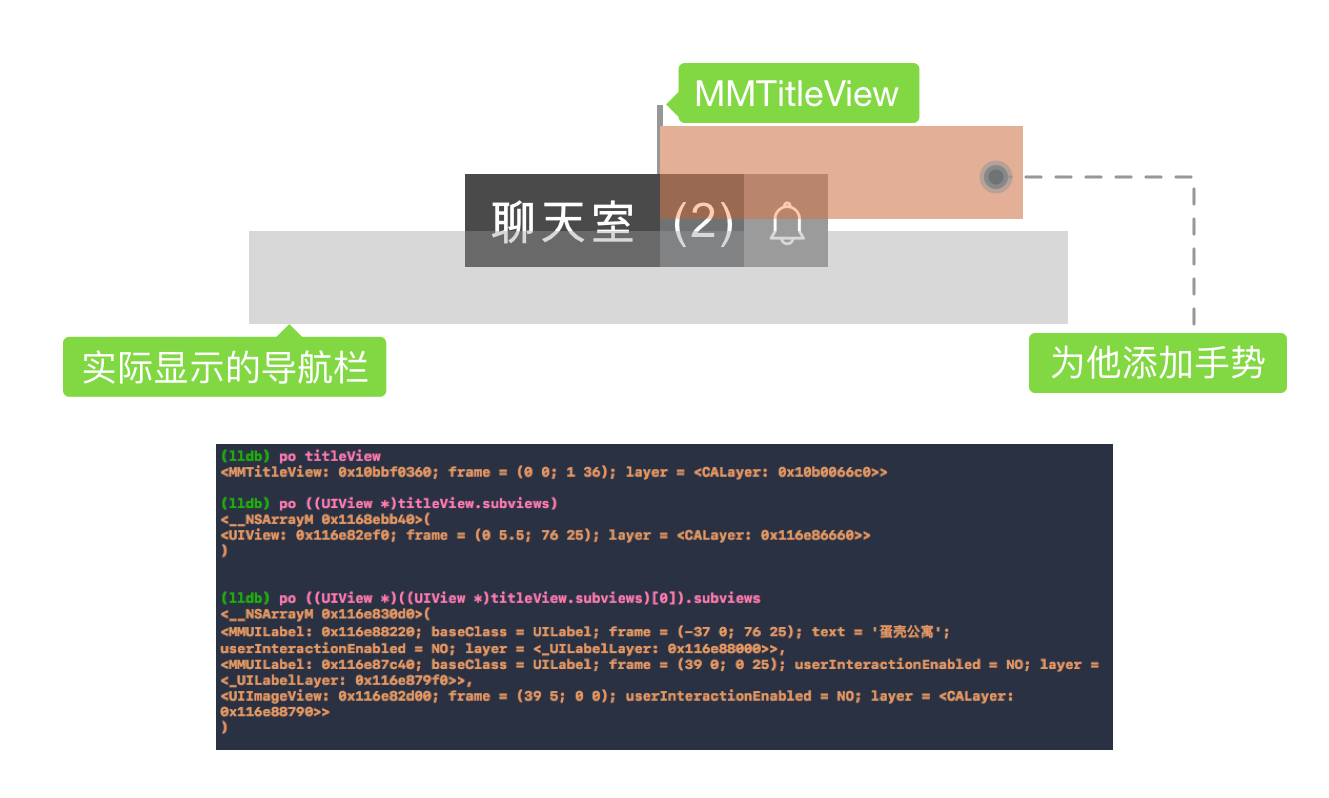 MMTitleView
聊天室 (2)
实际显示的导航栏
为他添加手势
(lldb) po titleView
<MMTitleView: 0x10bbf0360; frame = (0 0; 1 36); layer = <CALayer: 0x10b0066c0>>
(lldb) po ((UIView *)titleView.subviews)
<__NSArrayM 0x1168ebb40>(
<UIView: 0x116e82ef0; frame = (0 5.5; 76 25); layer = <CALayer: 0x116e86660>>
)
(lldb) po ((UIView *)((UIView *)titleView.subviews)[0]).subviews
<__NSArrayM 0x116e830d0>(
<MMUILabel: 0x116e88220; baseClass = UILabel; frame = (-37 0; 76 25); text = '蛋壳公寓';
userInteractionEnabled = NO; layer = <_UILabelLayer: 0x116e88000>>,
<MMUILabel: 0x116e87c40; baseClass = UILabel; frame = (39 0; 0 25); userInteractionEnabled = NO; layer =
<_UILabelLayer: 0x116e879f0>>,
<UIImageView: 0x116e82d00; frame = (39 5; 0 0); userInteractionEnabled = NO; layer = <CALayer:
0x116e88790>>
)